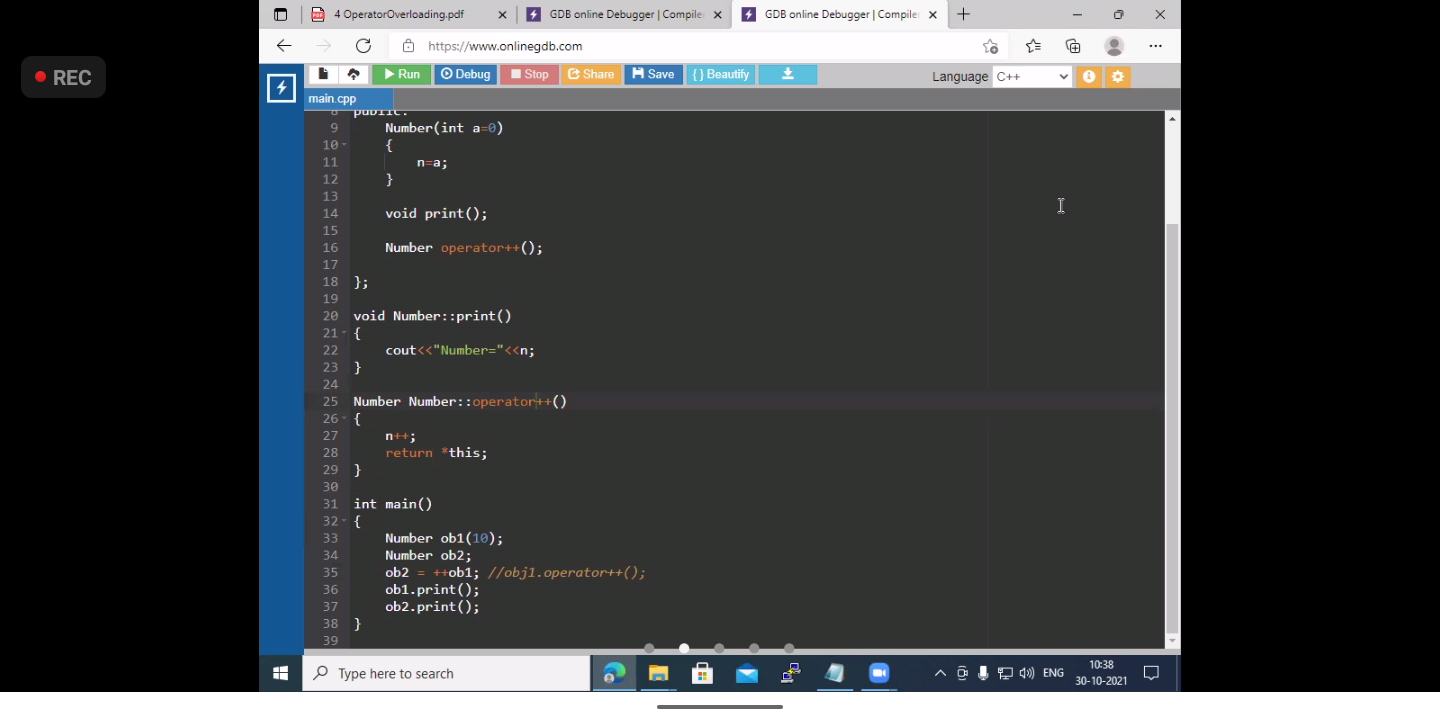 REC
4 OperatorOverloading.pdf
GDB online Debugger | Compile
GDB online Debugger | Compile
https://www.onlinegdb.com
Run
Debug
Stop
Share
Save
{ } Beautify
Language C++
main.cpp
8 public:
9 Number(int a=0)
10 {
11 n=a;
12 }
13
14 void print();
15
16 Number operator++();
17
18 };
19
20 void Number::print()
21 {
22 cout<<"Number="<<n;
23 }
24
25 Number Number::operator++()
26 {
27 n++;
28 return *this;
29 }
30
31 int main()
32 {
33 Number ob1(10);
34 Number ob2;
35 ob2 = ++ob1; //obj1.operator++();
36 ob1.print();
37 ob2.print();
38 }
39
Type here to search
ENG
10:38
30-10-2021